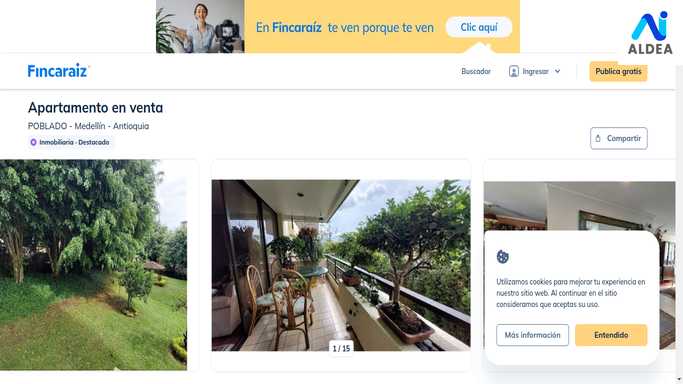 En Fincaraíz te ven porque te ven
Clic aquí
ALDEA
Fincaraiz
Buscador
Ingresar
Publica gratis
Apartamento en venta
POBLADO - Medellín - Antioquia
Inmobiliaria · Destacado
Compartir
1 / 15
Utilizamos cookies para mejorar tu experiencia en
nuestro sitio web. Al continuar en el sitio
consideramos que aceptas su uso.
Más información
Entendido